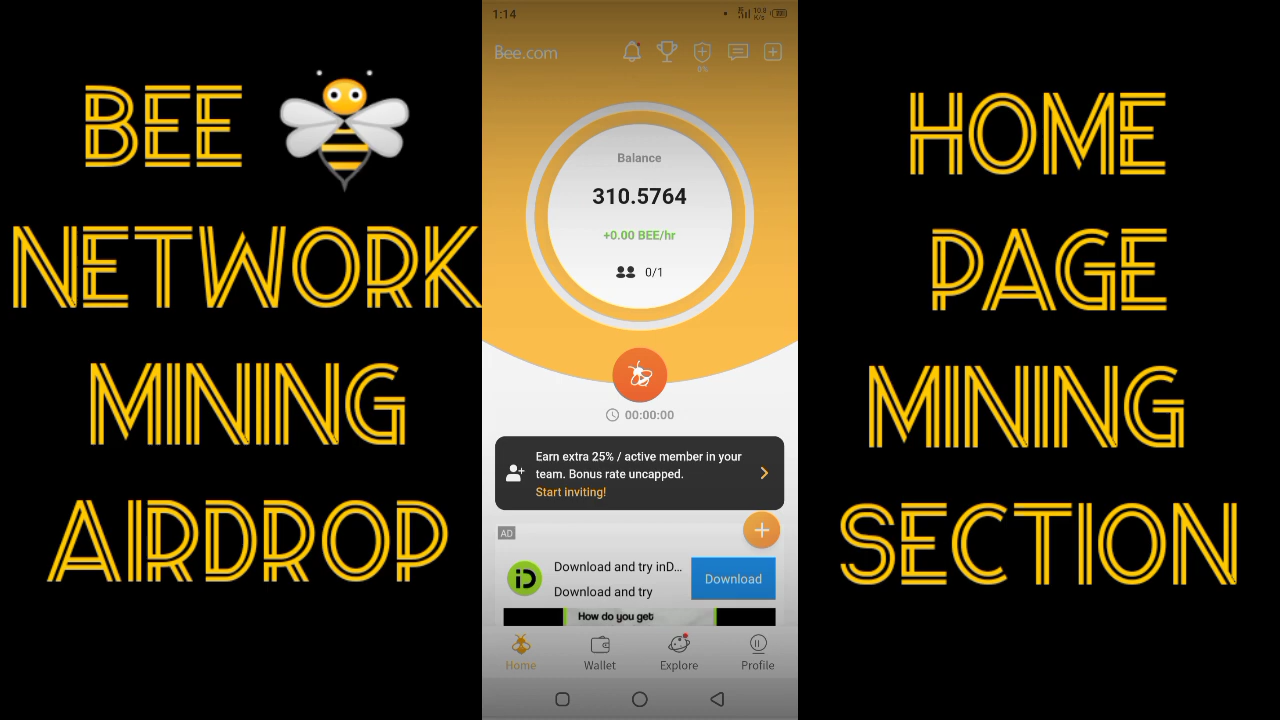 BEE
NETWORK
MINING
AIRDROP
1:14
10.8
K/s
Bee.com
0%
Balance
310.5764
+0.00 BEE/hr
0/1
00:00:00
Earn extra 25% / active member in your
team. Bonus rate uncapped.
Start inviting!
AD
Download and try inD...
Download and try
Download
How do you get
Home
Wallet
Explore
Profile
HOME
PAGE
MINING
SECTION